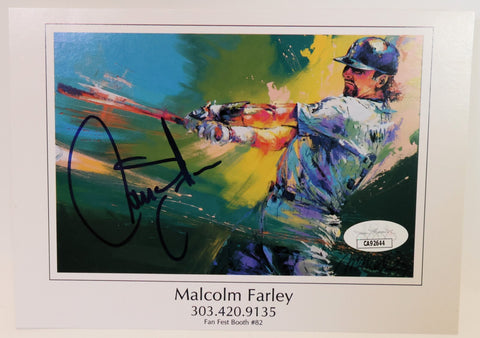 CA92644
Malcolm Farley
303.420.9135
Fan Fest Booth #82